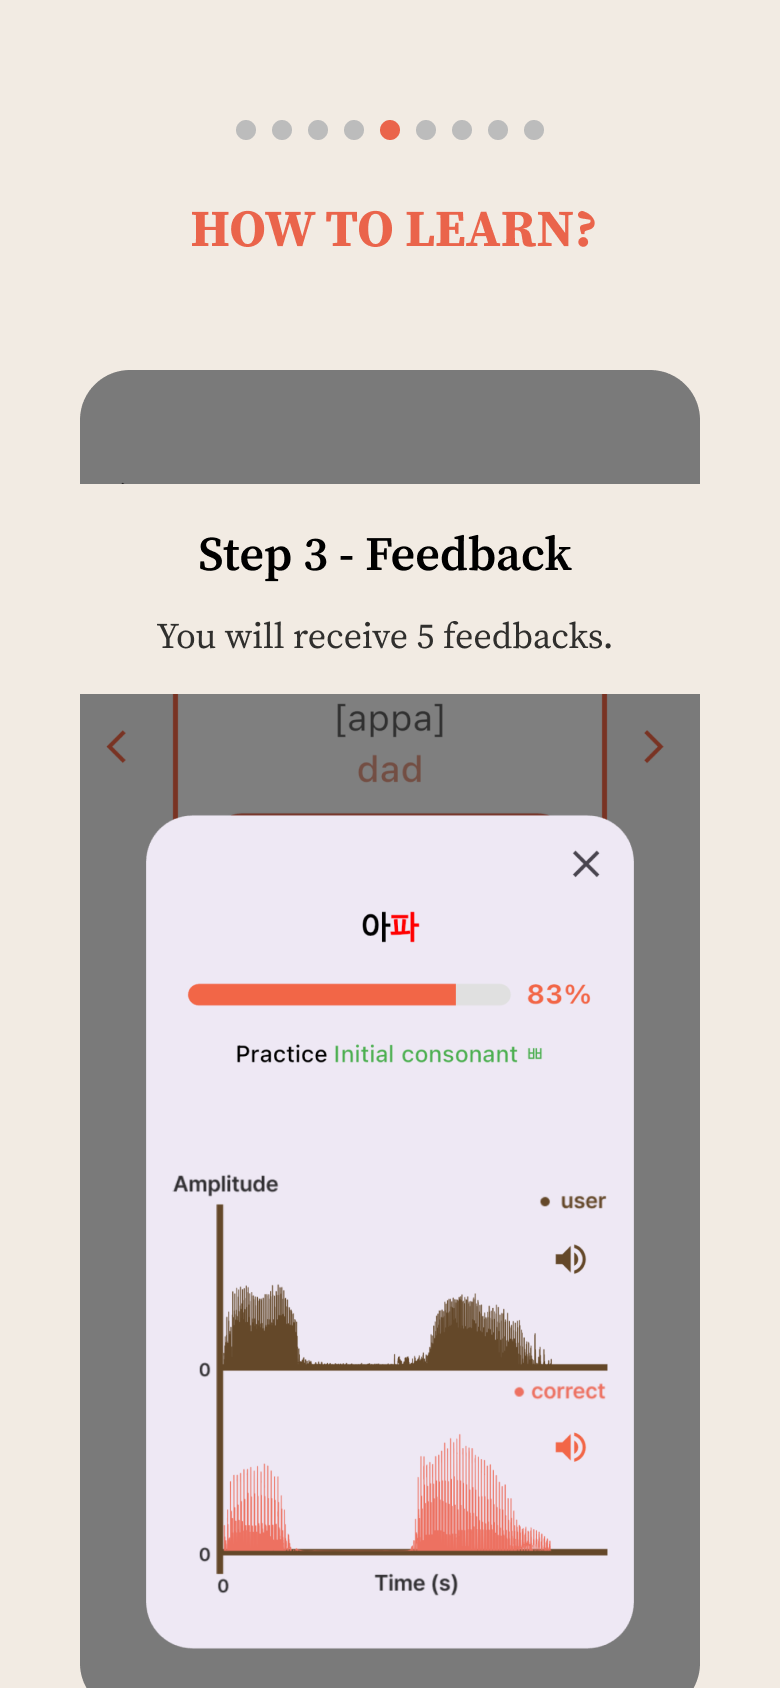 HOW TO LEARN?
Step 3 - Feedback
You will receive 5 feedbacks.
[appa]
dad
아파
83%
Practice Initial consonant ㅃ
Amplitude
user
0
correct
0
0
Time (s)